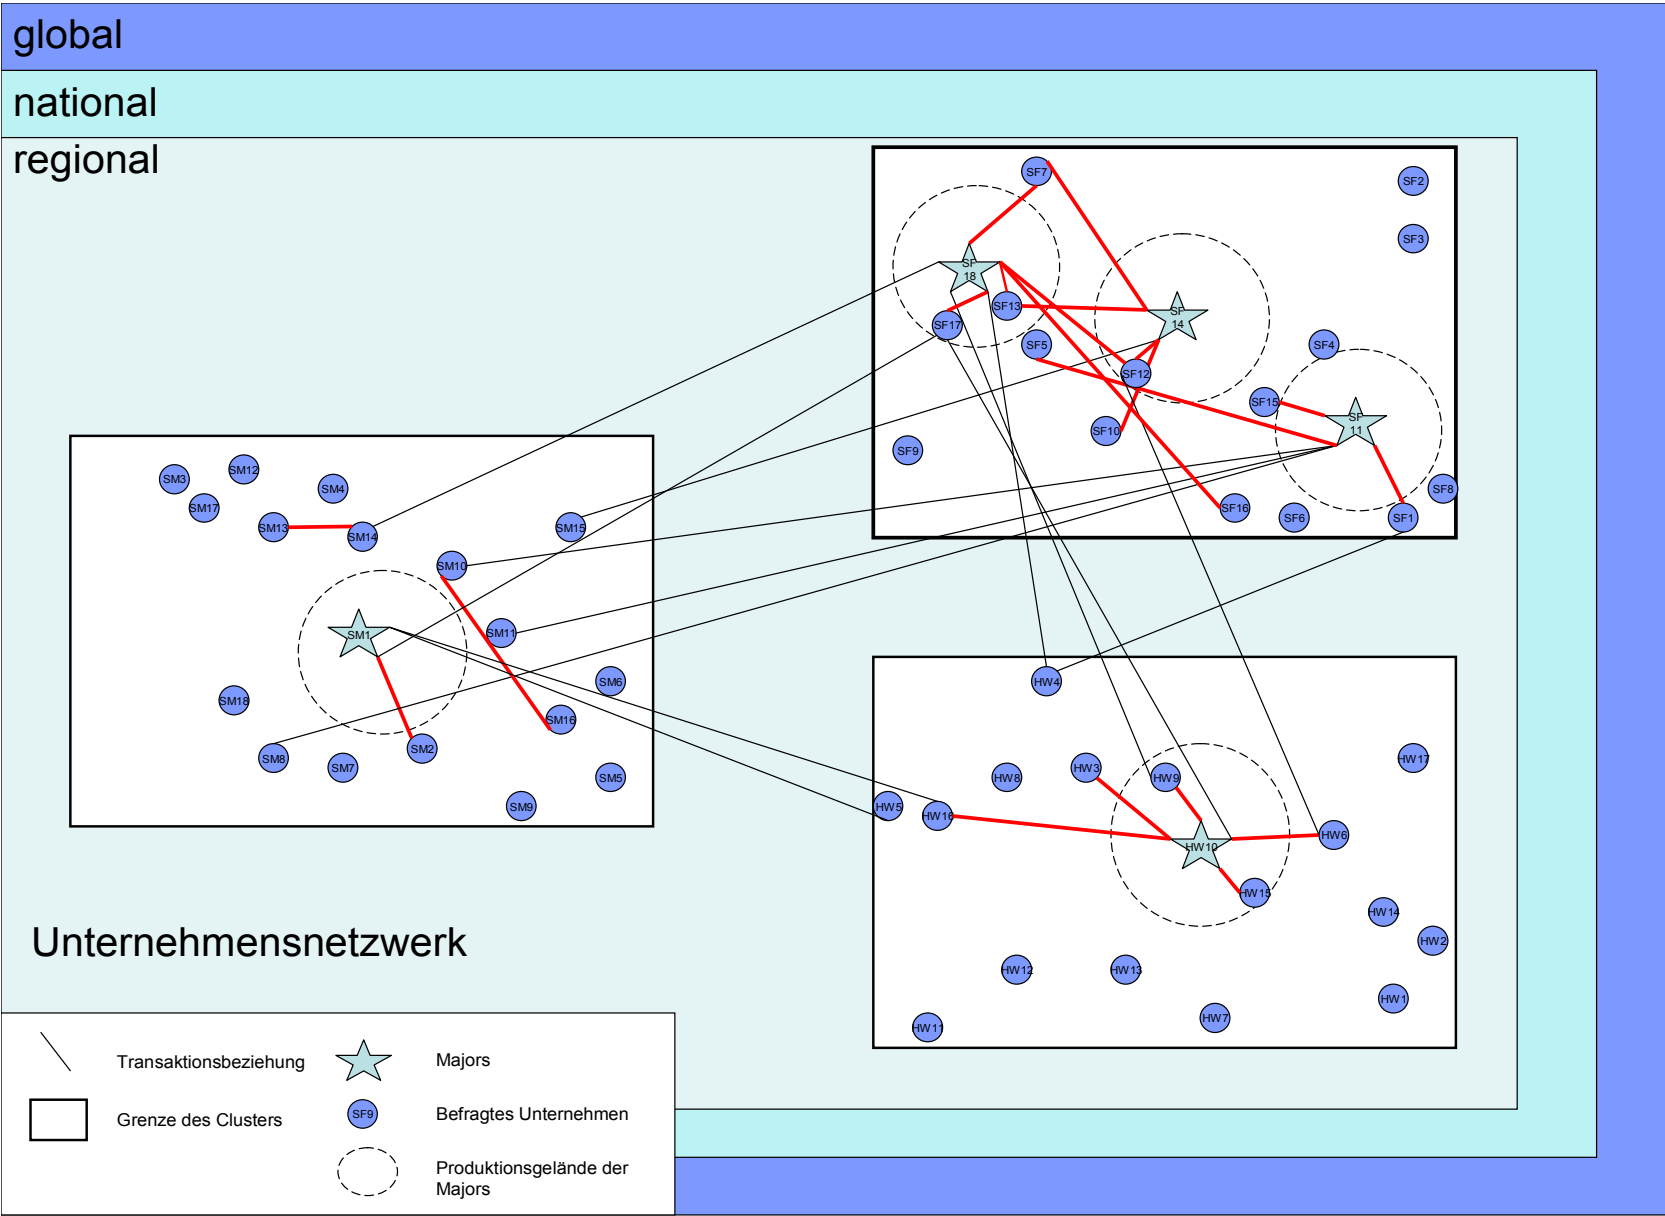 global
national
regional
SF7
SF2
SF3
SF
18
SF13
SF
14
SF17
SF5
SF4
SF12
SF15
SF
11
SF10
SF9
SF8
SF16
SF6
SF1
SM12
SM3
SM4
SM17
SM13
SM14
SM15
SM10
SM1
SM11
SM6
SM18
SM16
SM2
SM8
SM7
SM5
SM9
HW4
HW17
HW3
HW8
HW9
HW5
HW16
HW6
HW10
HW15
HW14
HW2
HW12
HW13
HW1
HW7
HW11
Unternehmensnetzwerk
Transaktionsbeziehung
Majors
Grenze des Clusters
SF9
Befragtes Unternehmen
Produktionsgelände der
Majors